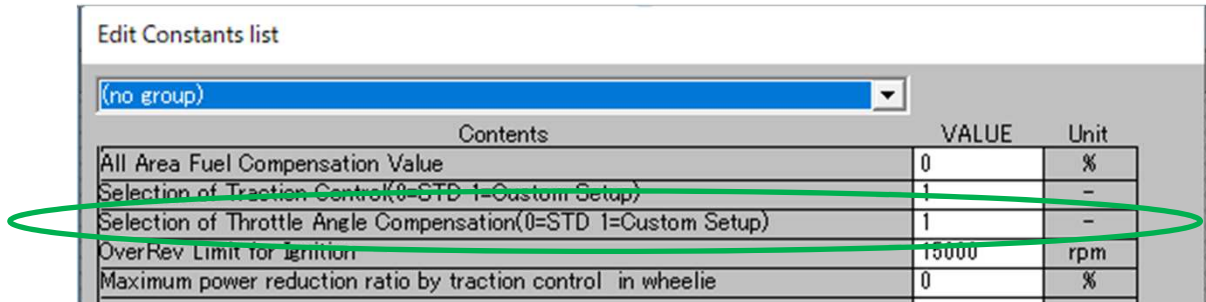 Edit Constants list
(no group)
Contents VALUE Unit
All Area Fuel Compensation Value 0 %
Selection of Traction Control(0=STD 1=Custom Setup) 1 -
Selection of Throttle Angle Compensation(0=STD 1=Custom Setup) 1 -
OverRev Limit for Ignition 15000 rpm
Maximum power reduction ratio by traction control in wheelie 0 %